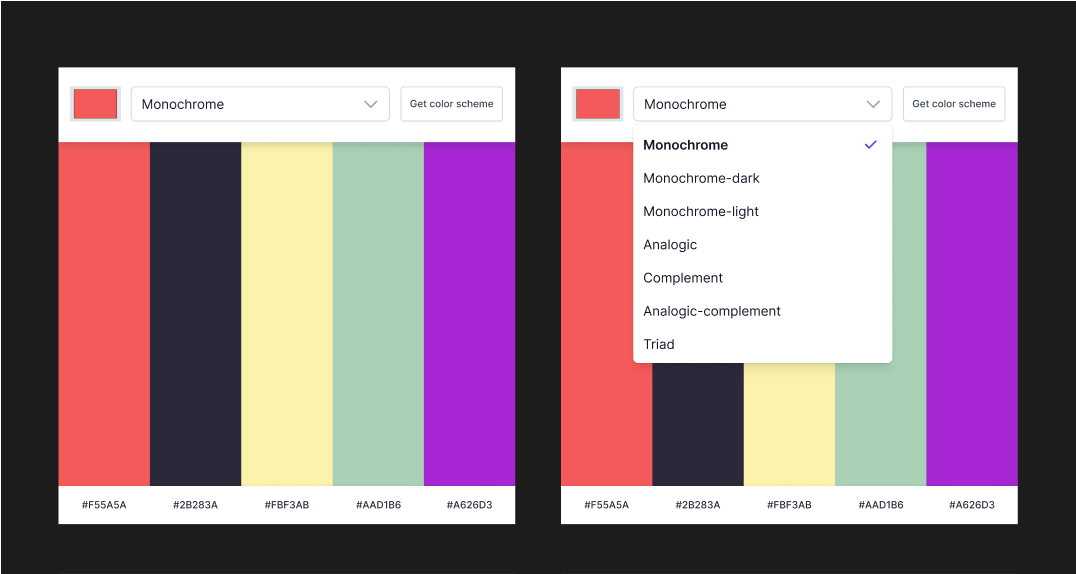 Monochrome
Get color scheme
#F55A5A
#2B283A
#FBF3AB
#AAD1B6
#A626D3
Monochrome
Get color scheme
Monochrome
Monochrome-dark
Monochrome-light
Analogic
Complement
Analogic-complement
Triad
#F55A5A
#2B283A
#FBF3AB
#AAD1B6
#A626D3